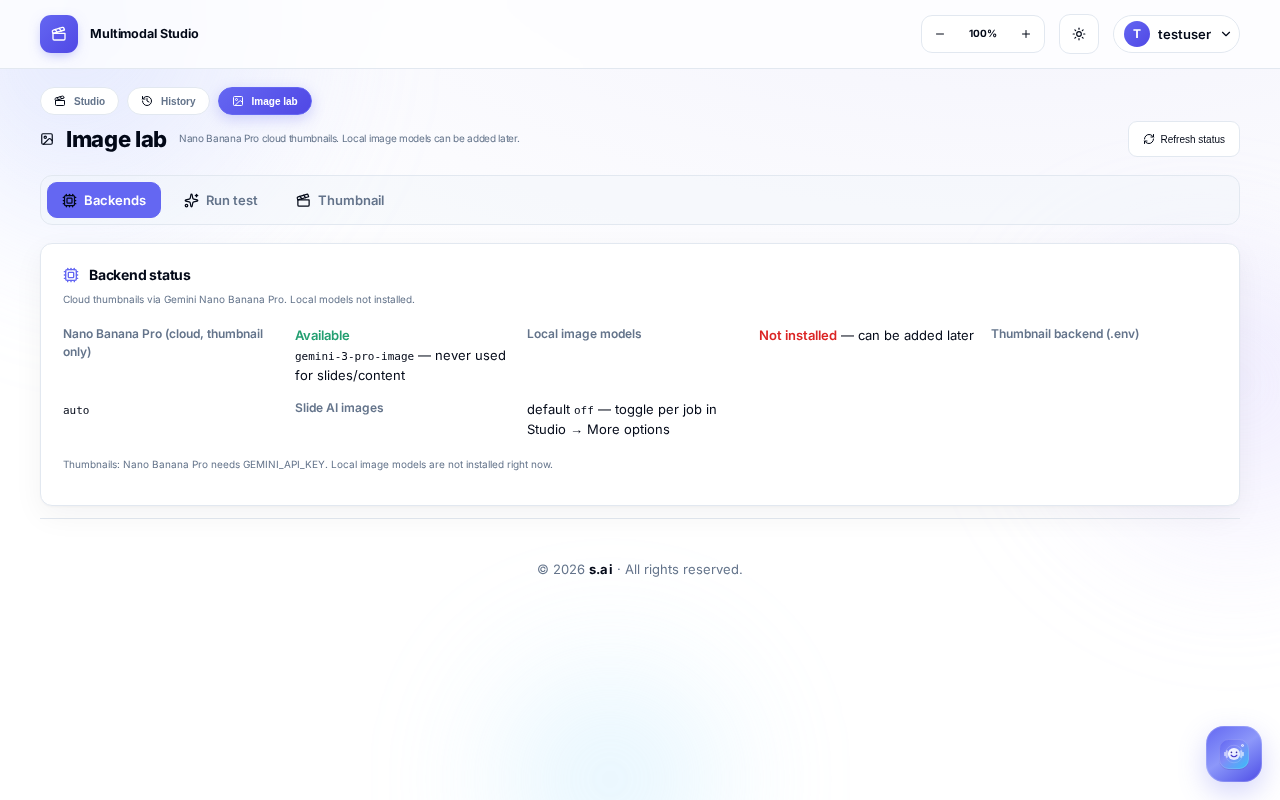 Multimodal Studio
100%
T
testuser
Studio
History
Image lab
Image lab
Nano Banana Pro cloud thumbnails. Local image models can be added later.
Refresh status
Backends
Run test
Thumbnail
Backend status
Cloud thumbnails via Gemini Nano Banana Pro. Local models not installed.
Nano Banana Pro (cloud, thumbnail
only)
Available
gemini-3-pro-image — never used
for slides/content
Local image models
Not installed — can be added later
Thumbnail backend (.env)
auto
Slide AI images
default off — toggle per job in
Studio → More options
Thumbnails: Nano Banana Pro needs GEMINI_API_KEY. Local image models are not installed right now.
© 2026 s.ai · All rights reserved.